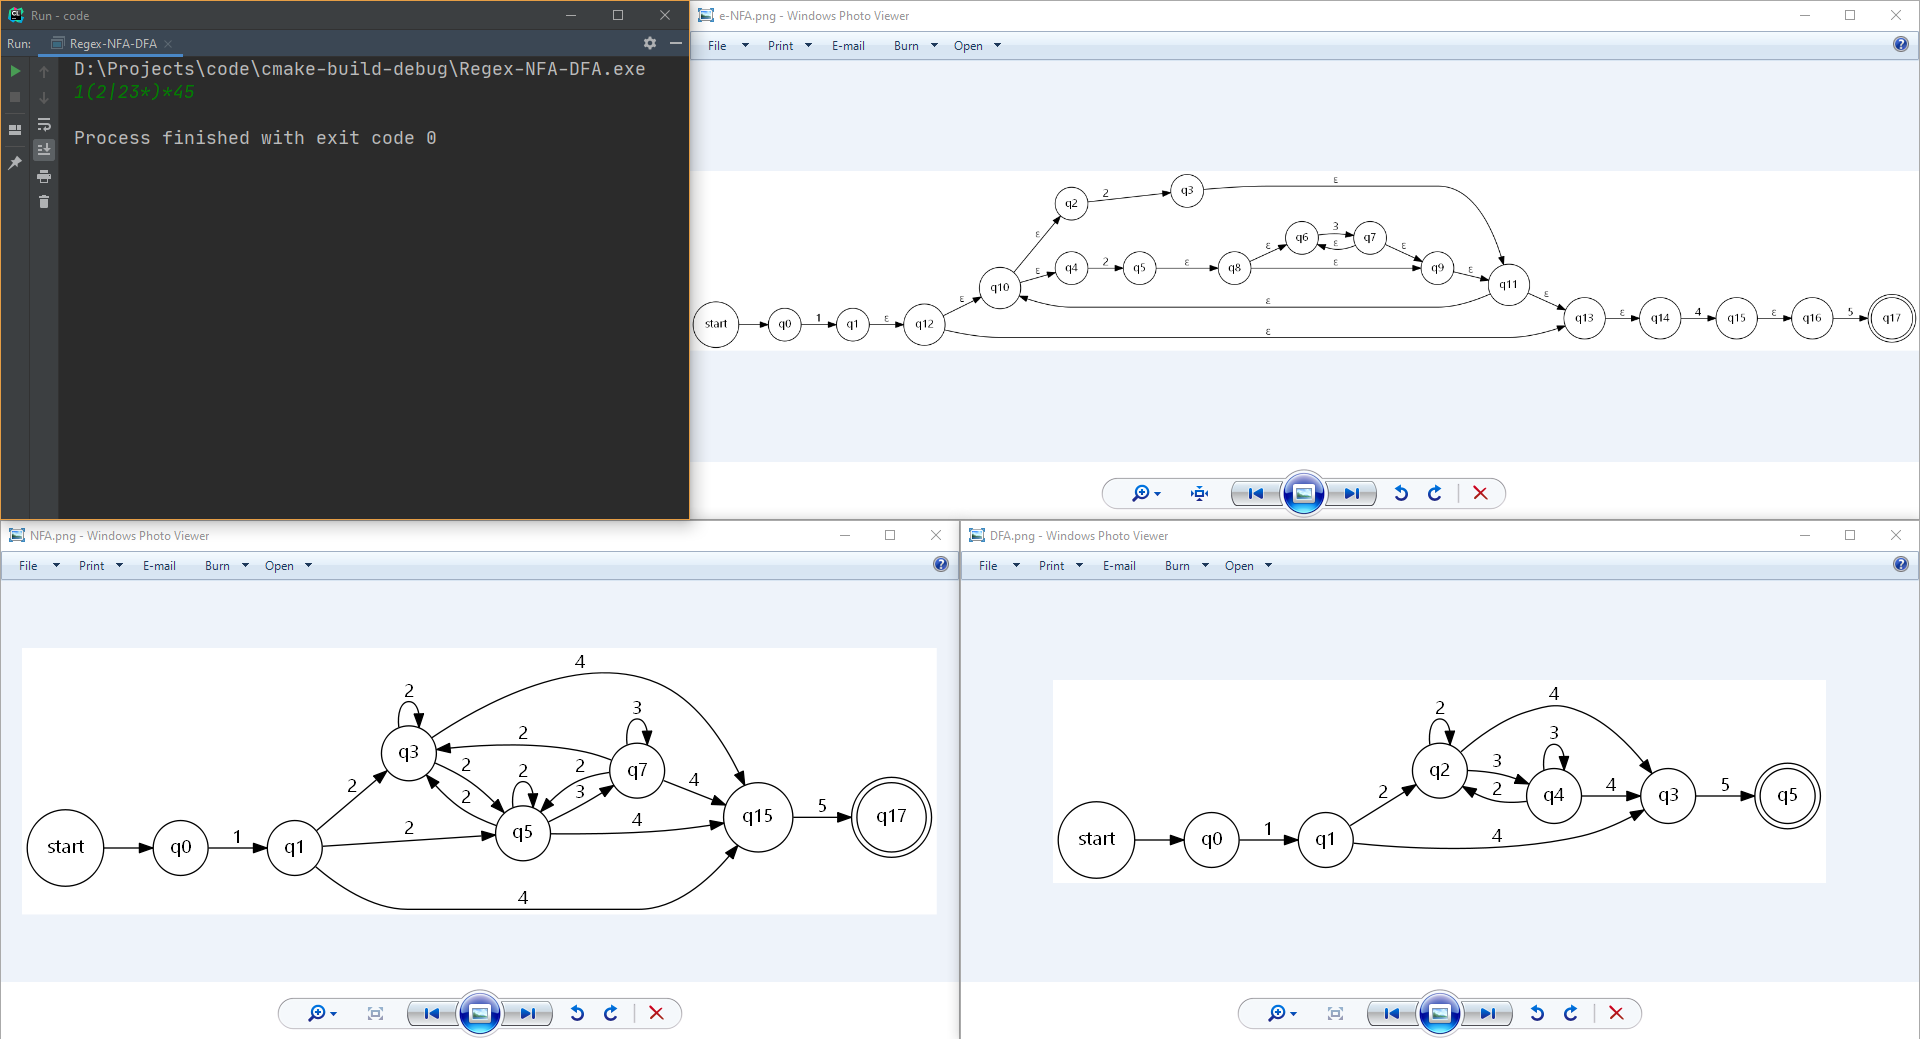 Run - code
Run: Regex-NFA-DFA
D:\Projects\code\cmake-build-debug\Regex-NFA-DFA.exe
1(2|23*)*45
Process finished with exit code 0
e-NFA.png - Windows Photo Viewer
File Print E-mail Burn Open
q2 2 q3 ε
ε q6 3 q7 ε
ε ε
q10 ε q4 2 q5 ε q8 ε q9 ε q11
ε ε ε
start q0 1 q1 ε q12 ε q13 ε q14 4 q15 ε q16 5 q17
NFA.png - Windows Photo Viewer
File Print E-mail Burn Open
4
2 3
q3 2 q7
2 2 2 2 4
2 3
2 q5 4 q15 5 q17
start q0 1 q1 2
4
DFA.png - Windows Photo Viewer
File Print E-mail Burn Open
4
2 3
q2 3 q4 4 q3 5 q5
2 2
start q0 1 q1 4